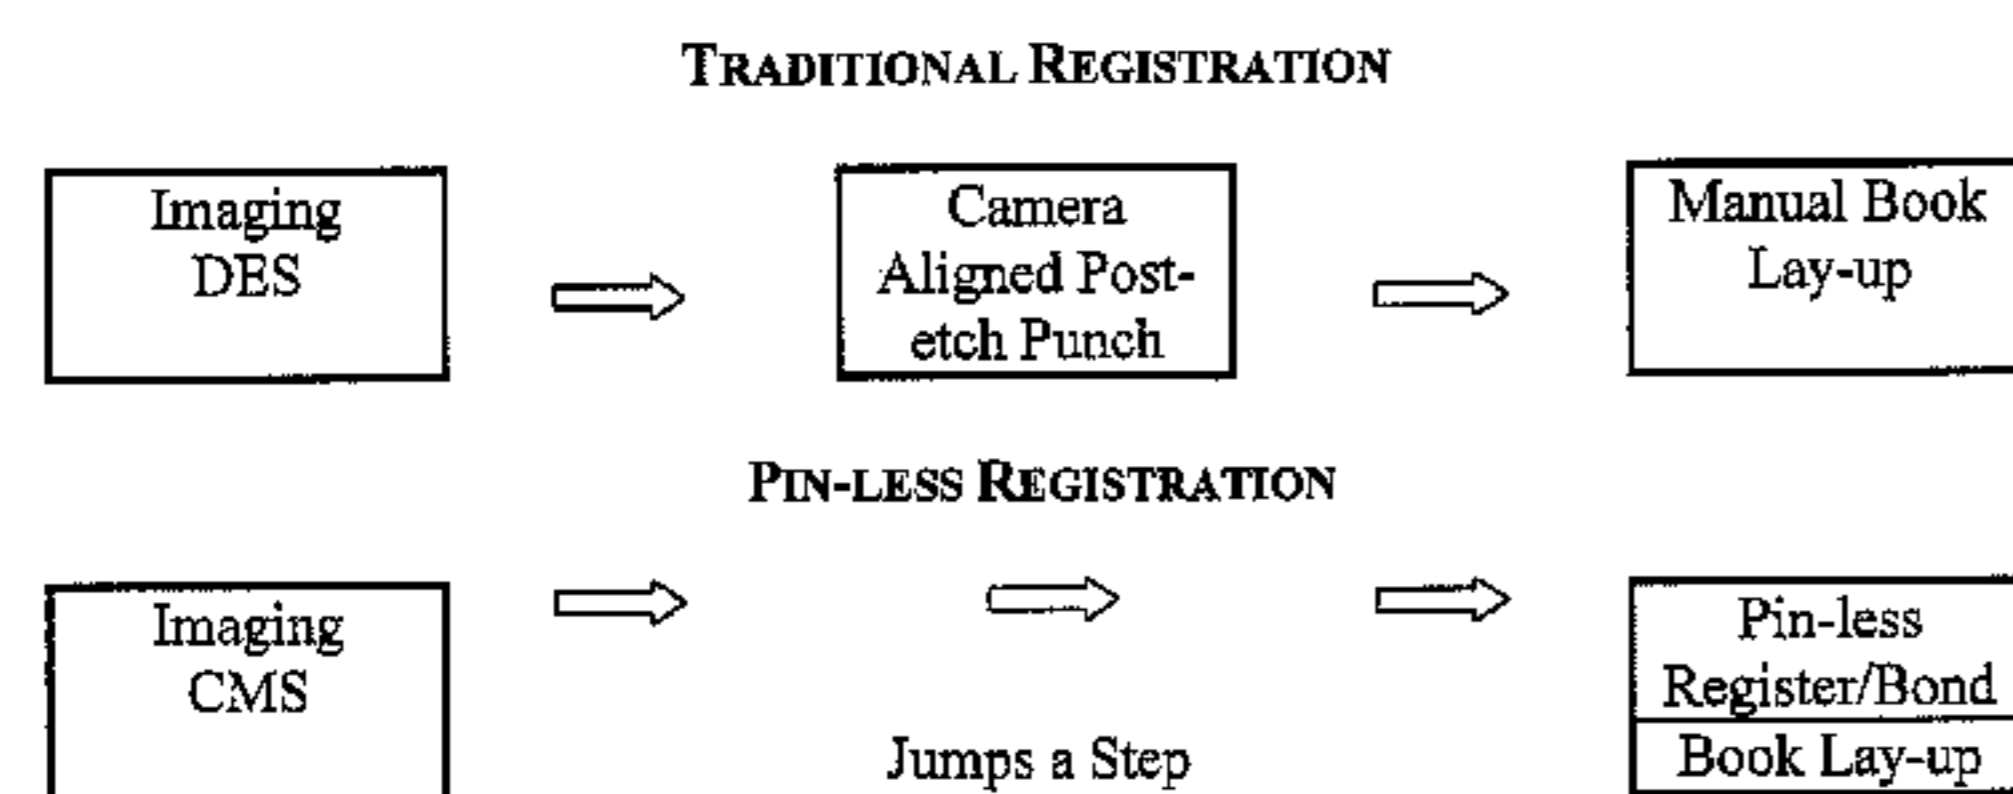 TRADITIONAL REGISTRATION
Imaging
DES
Camera
Aligned Post-
etch Punch
Manual Book
Lay-up
PIN-LESS REGISTRATION
Imaging
CMS
Jumps a Step
Pin-less
Register/Bond
Book Lay-up